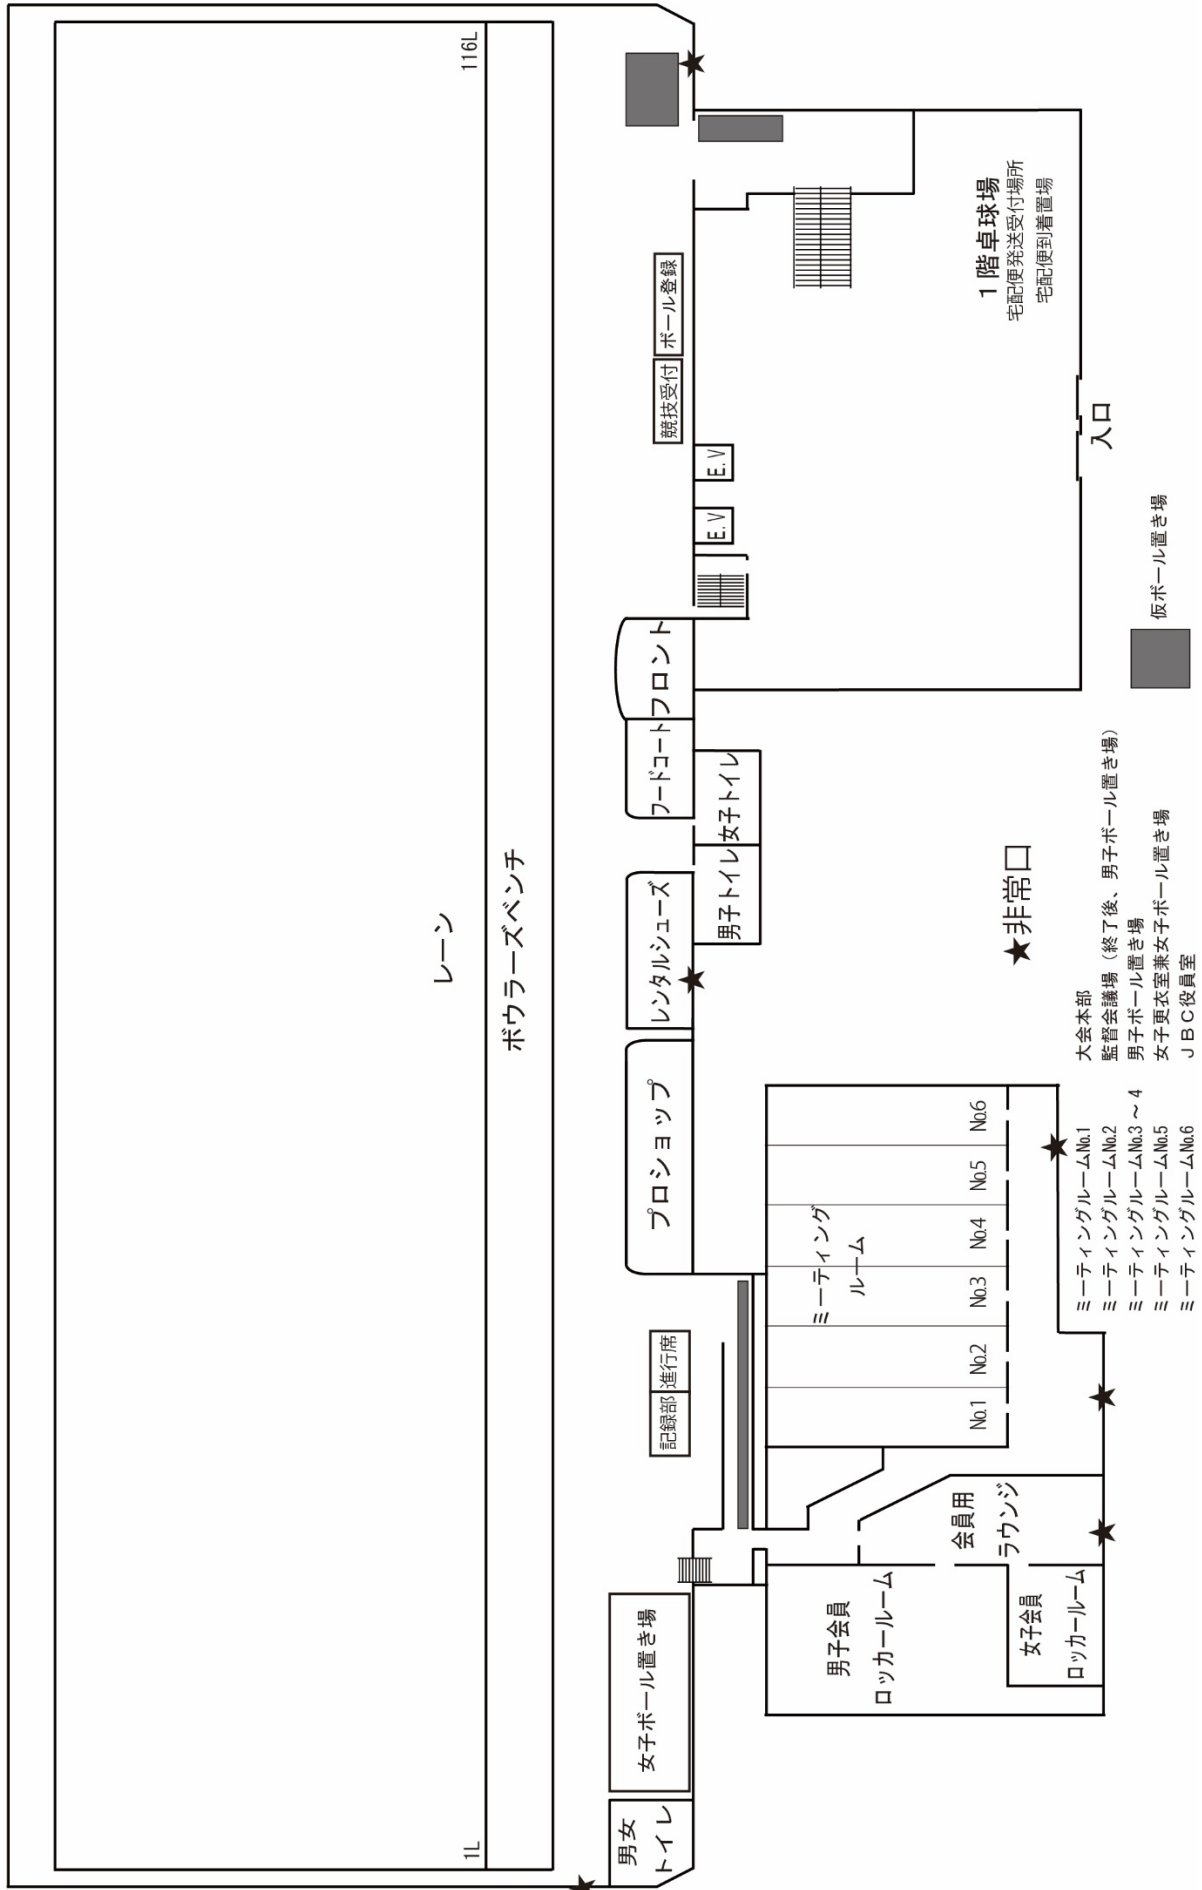 レーン
1L
116L
ボウラーズベンチ
男女
トイレ
女子ボール置き場
記録部
進行席
プロショップ
レンタルシューズ
フードコート
フロント
競技受付
ボール登録
男子トイレ
女子トイレ
E.V
E.V
男子会員
ロッカールーム
女子会員
ロッカールーム
会員用
ラウンジ
ミーティング
ルーム
No.1
No.2
No.3
No.4
No.5
No.6
1階卓球場
宅配便発送受付場所
宅配便到着置場
入口
★非常口
ミーティングルームNo.1 大会本部
ミーティングルームNo.2 監督会議場（終了後、男子ボール置き場）
ミーティングルームNo.3～4 男子ボール置き場
ミーティングルームNo.5 女子更衣室兼女子ボール置き場
ミーティングルームNo.6 ＪＢＣ役員室
仮ボール置き場